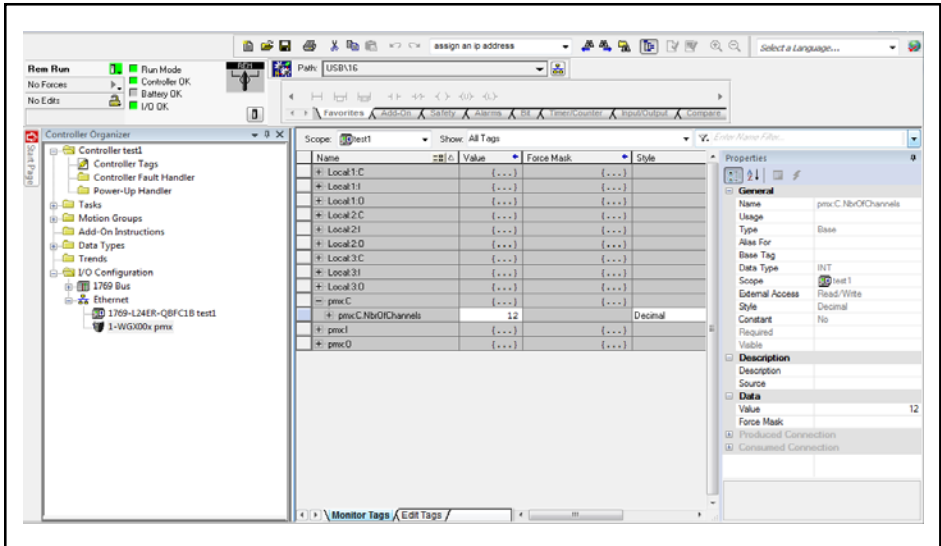 assign an ip address
Select a Language...
Rem Run
Run Mode
No Forces
Controller OK
Battery OK
No Edits
I/O OK
REM
Path: USB\16
Favorites Add-On Safety Alarms Bit Timer/Counter Input/Output Compare
Start Page
Controller Organizer
Controller test1
Controller Tags
Controller Fault Handler
Power-Up Handler
Tasks
Motion Groups
Add-On Instructions
Data Types
Trends
I/O Configuration
1769 Bus
Ethernet
1769-L24ER-QBFC1B test1
1-WGX00x pmx
Scope: test1 Show: All Tags
Enter Name Filter...
Name Value Force Mask Style
Local:1:C {...} {...}
Local:1:I {...} {...}
Local:1:O {...} {...}
Local:2:C {...} {...}
Local:2:I {...} {...}
Local:2:O {...} {...}
Local:3:C {...} {...}
Local:3:I {...} {...}
Local:3:O {...} {...}
pmx:C {...} {...}
pmx:C.NbrOfChannels 12 Decimal
pmx:I {...} {...}
pmx:O {...} {...}
Properties
General
Name pmx:C.NbrOfChannels
Usage
Type Base
Alias For
Base Tag
Data Type INT
Scope test1
External Access Read/Write
Style Decimal
Constant No
Required
Visible
Description
Description
Source
Data
Value 12
Force Mask
Produced Connection
Consumed Connection
Monitor Tags Edit Tags